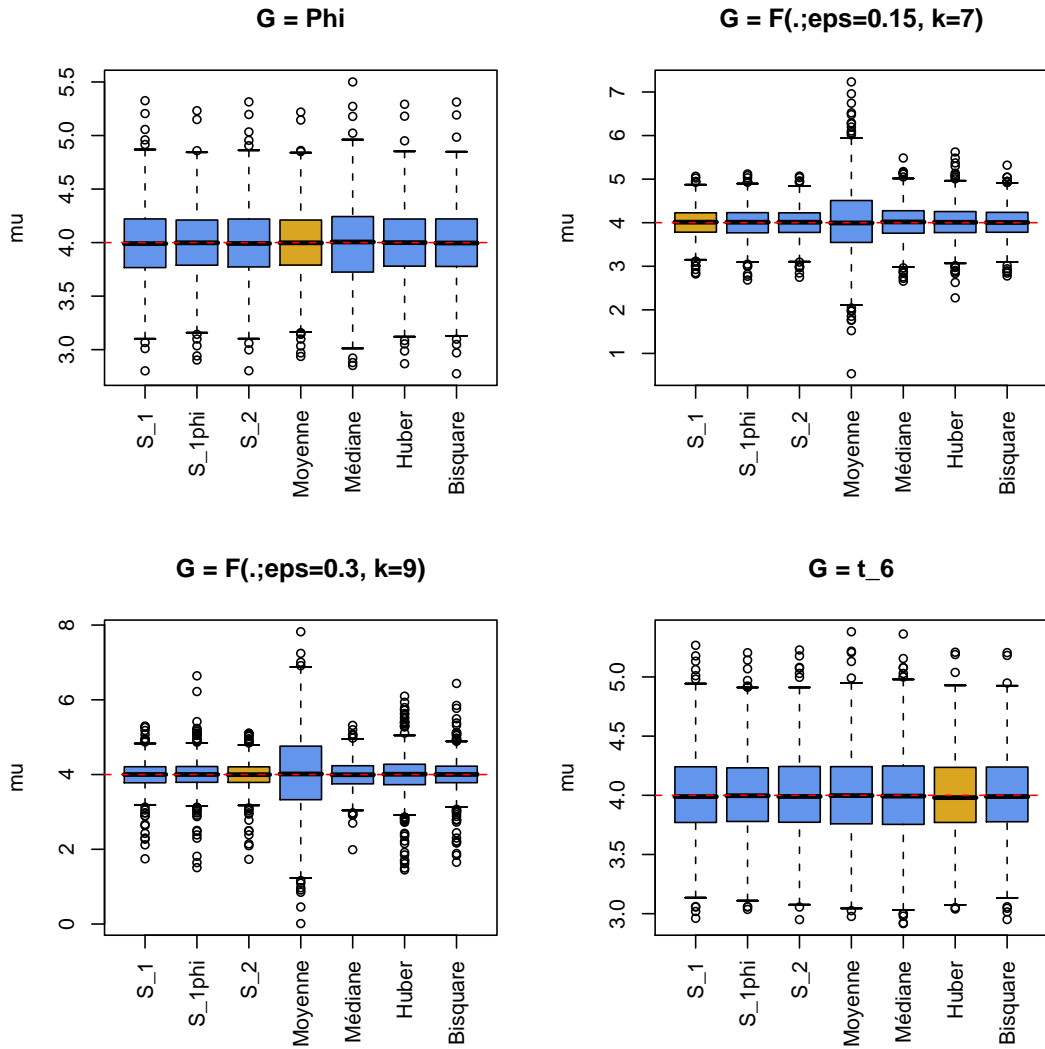 G = Phi
mu
3.0
3.5
4.0
4.5
5.0
5.5
S_1
S_1phi
S_2
Moyenne
Médiane
Huber
Bisquare
G = F(.;eps=0.15, k=7)
mu
1
2
3
4
5
6
7
S_1
S_1phi
S_2
Moyenne
Médiane
Huber
Bisquare
G = F(.;eps=0.3, k=9)
mu
0
2
4
6
8
S_1
S_1phi
S_2
Moyenne
Médiane
Huber
Bisquare
G = t_6
mu
3.0
3.5
4.0
4.5
5.0
S_1
S_1phi
S_2
Moyenne
Médiane
Huber
Bisquare